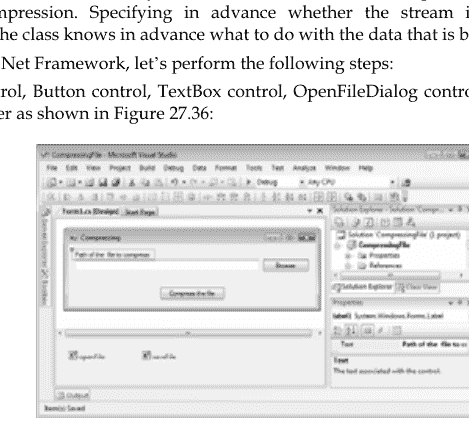 mpression. Specifying in advance whether the stream i
he class knows in advance what to do with the data that is b
Net Framework, let's perform the following steps:
rol, Button control, TextBox control, OpenFileDialog contro
er as shown in Figure 27.36:
CompressingFile - Microsoft Visual Studio
File Edit View Project Build Debug Data Format Tools Test Analyze Window Help
Debug Any CPU
Form1.cs [Design] Start Page
Solution Explorer - Solution 'Compr...
Compressing
Path of the file to compress
Browse
Compress the file
Solution 'CompressingFile' (1 project)
CompressingFile
Properties
References
Solution Explorer Class View
Properties
label1 System.Windows.Forms.Label
Text Path of the file to co
Text
The text associated with the control.
openFile saveFile
Output
Item(s) Saved